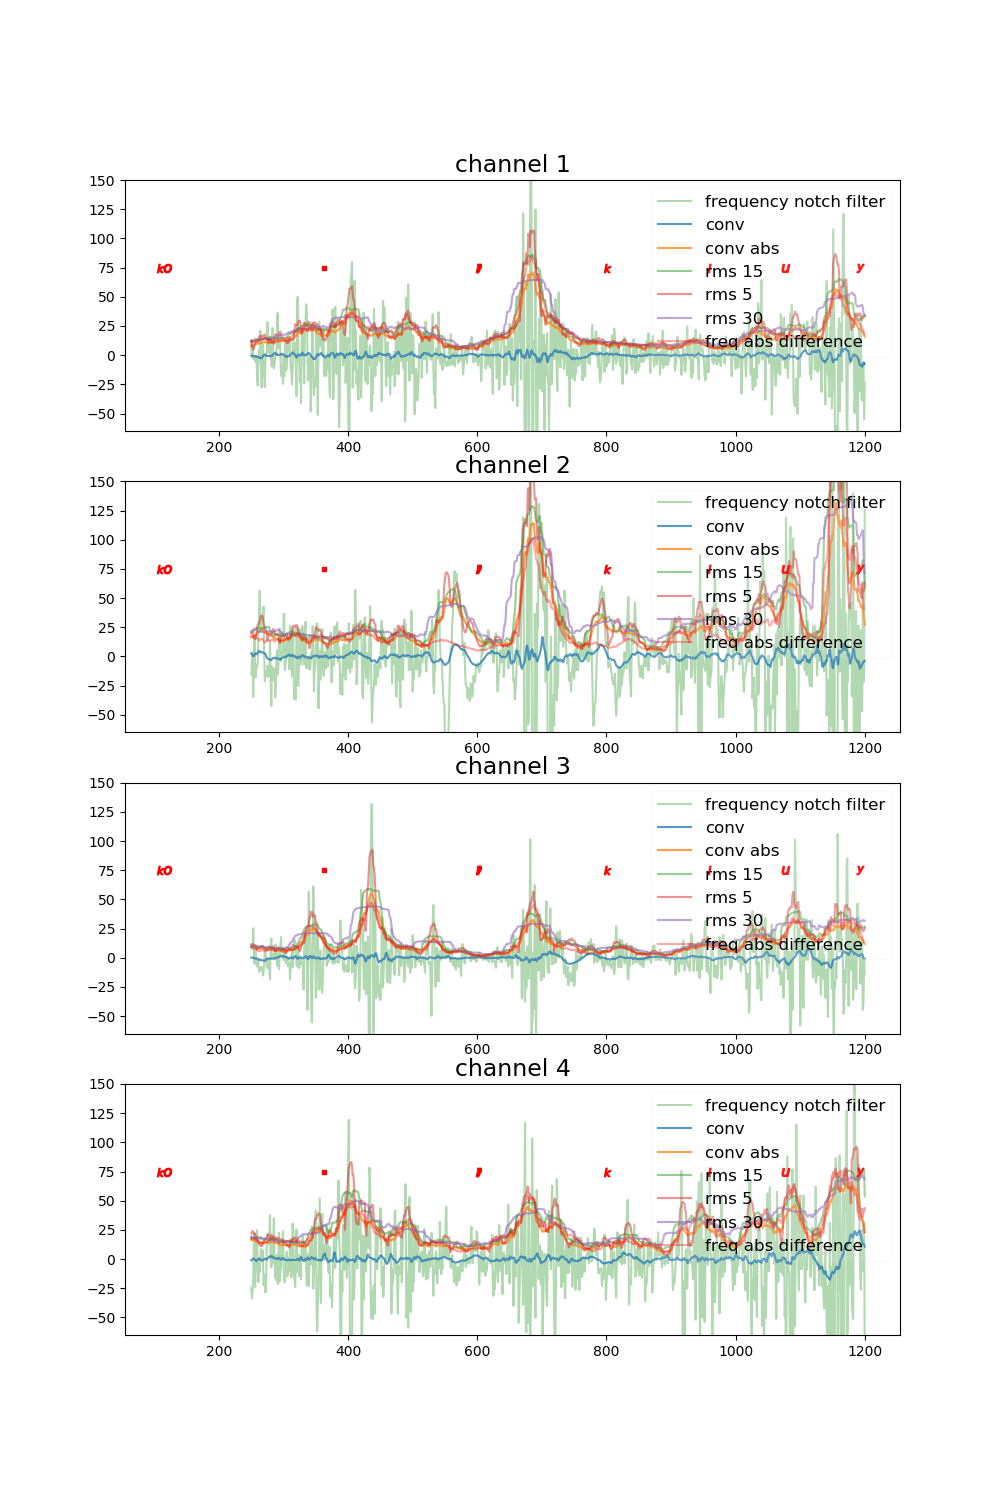 channel 1
150
125
100
75
50
25
0
−25
−50
frequency notch filter
conv
conv abs
rms 15
rms 5
rms 30
freq abs difference
k u y
200 400 600 800 1000 1200
channel 2
150
125
100
75
50
25
0
−25
−50
frequency notch filter
conv
conv abs
rms 15
rms 5
rms 30
freq abs difference
k u y
200 400 600 800 1000 1200
channel 3
150
125
100
75
50
25
0
−25
−50
frequency notch filter
conv
conv abs
rms 15
rms 5
rms 30
freq abs difference
k u y
200 400 600 800 1000 1200
channel 4
150
125
100
75
50
25
0
−25
−50
frequency notch filter
conv
conv abs
rms 15
rms 5
rms 30
freq abs difference
k u y
200 400 600 800 1000 1200